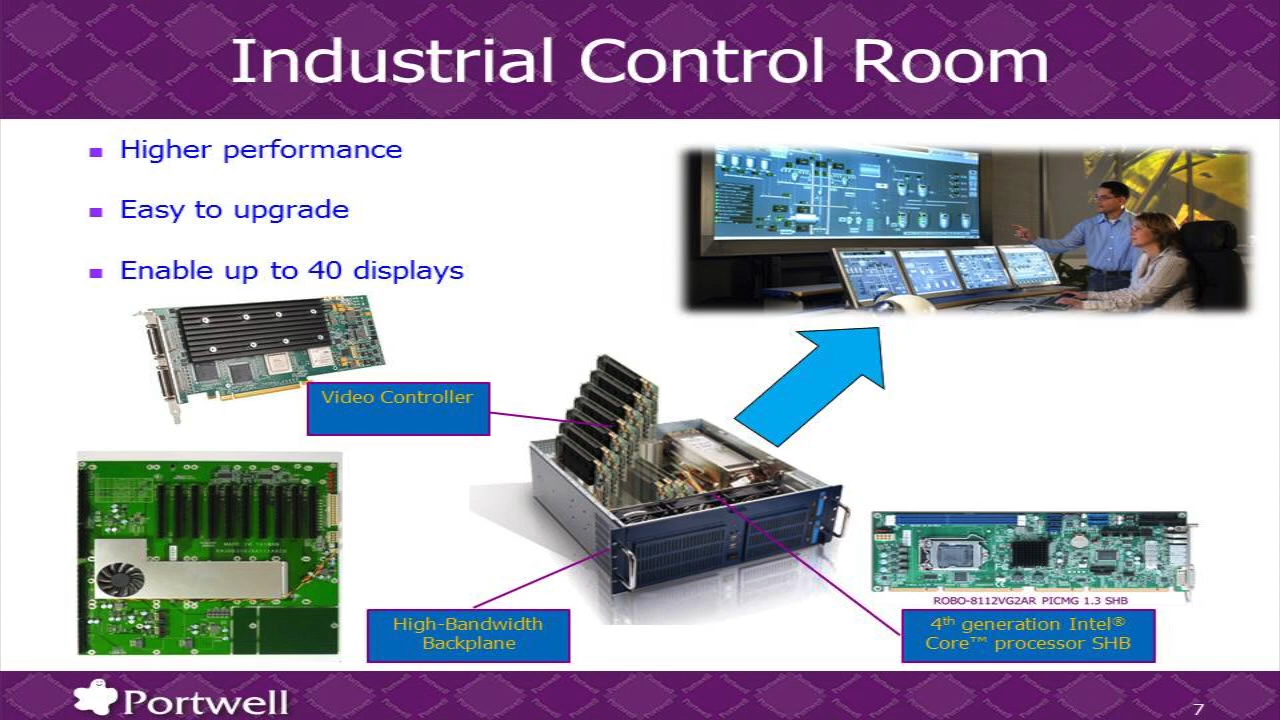 Industrial Control Room
Higher performance
Easy to upgrade
Enable up to 40 displays
Video Controller
High-Bandwidth
Backplane
ROBO-8112VG2AR PICMG 1.3 SHB
4th generation Intel®
Core™ processor SHB
Portwell
7